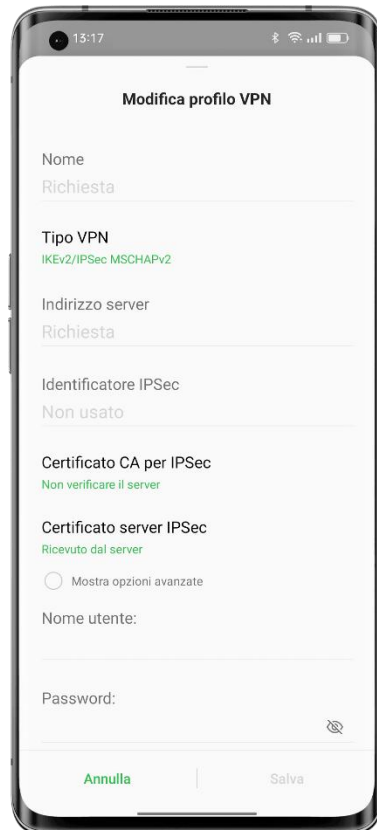 13:17
Modifica profilo VPN
Nome
Richiesta
Tipo VPN
IKEv2/IPSec MSCHAPv2
Indirizzo server
Richiesta
Identificatore IPSec
Non usato
Certificato CA per IPSec
Non verificare il server
Certificato server IPSec
Ricevuto dal server
Mostra opzioni avanzate
Nome utente:
Password:
Annulla
Salva